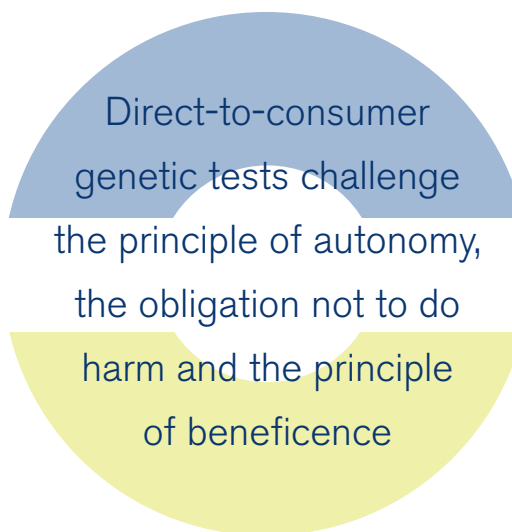 Direct-to-consumer
genetic tests challenge
the principle of autonomy,
the obligation not to do
harm and the principle
of beneficence